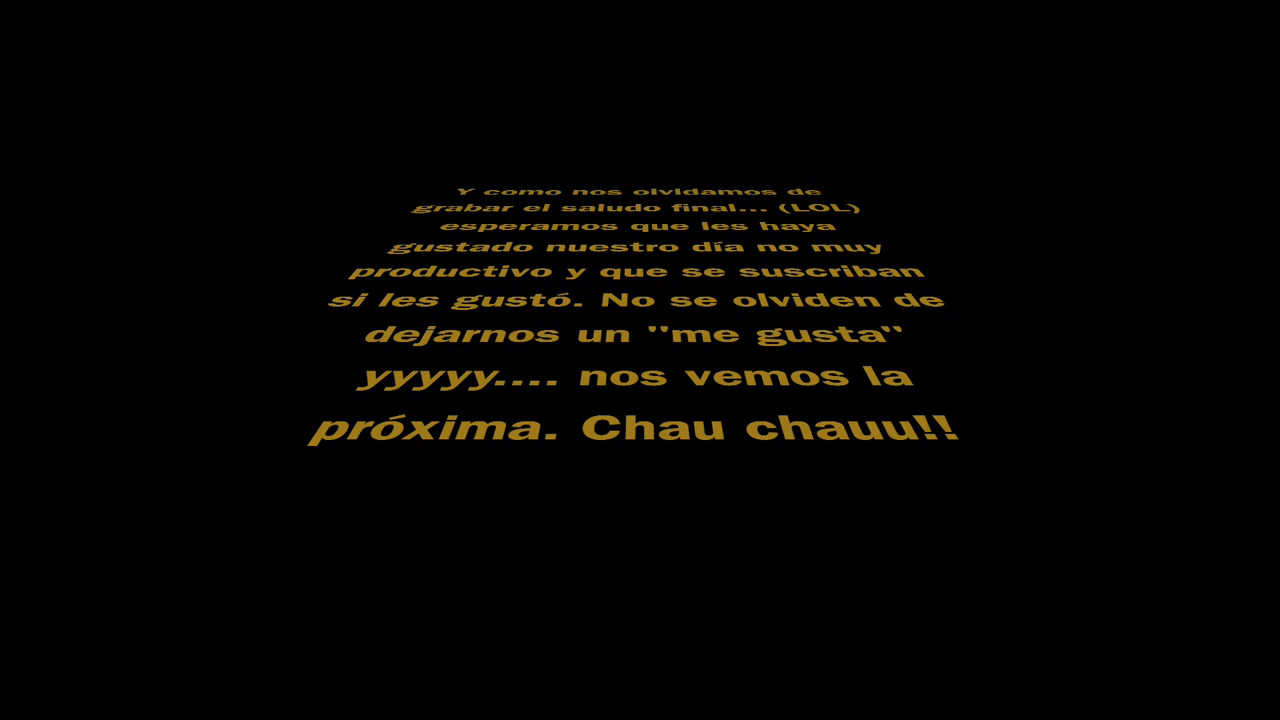 Y como nos olvidamos de
grabar el saludo final... (LOL)
esperamos que les haya
gustado nuestro día no muy
productivo y que se suscriban
si les gustó. No se olviden de
dejarnos un "me gusta"
yyyyy.... nos vemos la
próxima. Chau chauu!!